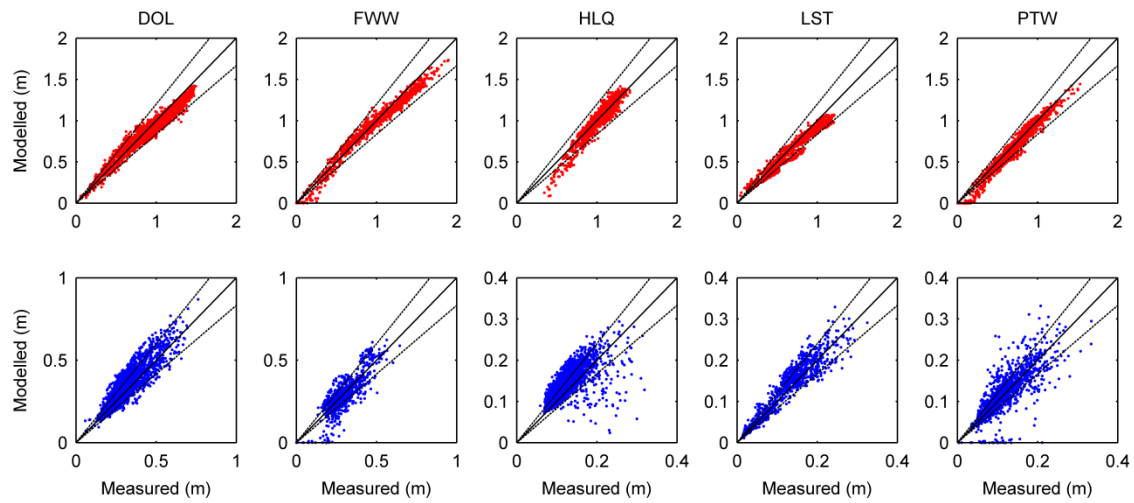 DOL FWW HLQ LST PTW
Modelled (m)
2 2 2 2 2
1.5 1.5 1.5 1.5 1.5
1 1 1 1 1
0.5 0.5 0.5 0.5 0.5
0 0 0 0 0
0 1 2 0 1 2 0 1 2 0 1 2 0 1 2
Modelled (m)
1 1 0.4 0.4 0.4
0.3 0.3 0.3
0.5 0.5 0.2 0.2 0.2
0.1 0.1 0.1
0 0 0 0 0
0 0.5 1 0 0.5 1 0 0.2 0.4 0 0.2 0.4 0 0.2 0.4
Measured (m) Measured (m) Measured (m) Measured (m) Measured (m)